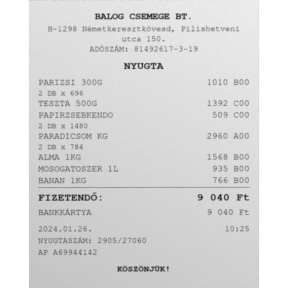 BALOG CSEMEGE BT.
H-1298 Németkeresztkövesd, Pilishetveni
utca 150.
ADÓSZÁM: 81492617-3-19
NYUGTA
PARIZSI 300G 1010 B00
2 DB x 696
TESZTA 500G 1392 C00
PAPIRZSEBKENDO 509 C00
2 DB x 1480
PARADICSOM KG 2960 A00
2 DB x 784
ALMA 1KG 1568 B00
MOSOGATOSZER 1L 935 B00
BANAN 1KG 766 B00
FIZETENDŐ: 9 040 Ft
BANKKÁRTYA 9 040 Ft
2024.01.26. 10:25
NYUGTASZÁM: 2905/27060
AP A69944142
KÖSZÖNJÜK!